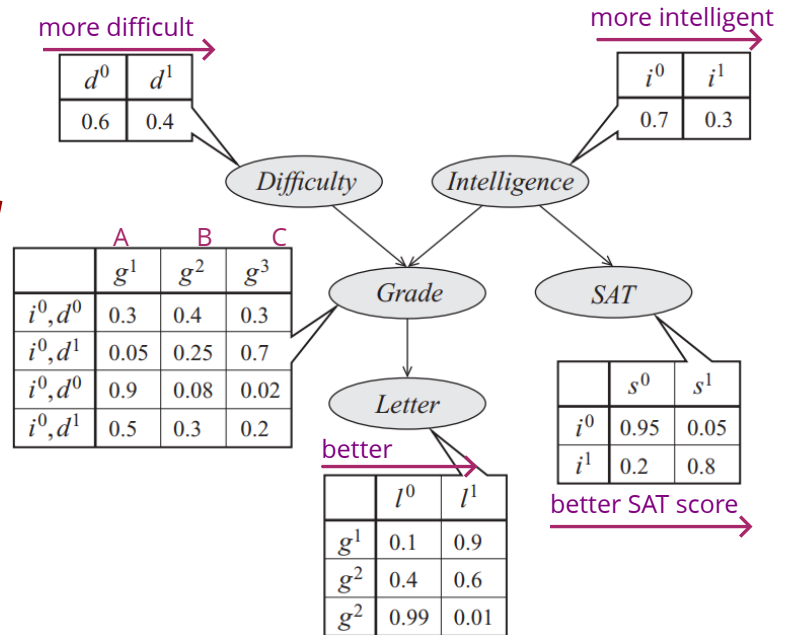 more difficult
more intelligent
d⁰ d¹
0.6 0.4
i⁰ i¹
0.7 0.3
Difficulty
Intelligence
A B C
g¹ g² g³
i⁰,d⁰ 0.3 0.4 0.3
i⁰,d¹ 0.05 0.25 0.7
i⁰,d⁰ 0.9 0.08 0.02
i⁰,d¹ 0.5 0.3 0.2
Grade
SAT
Letter
s⁰ s¹
i⁰ 0.95 0.05
i¹ 0.2 0.8
better SAT score
better
l⁰ l¹
g¹ 0.1 0.9
g² 0.4 0.6
g² 0.99 0.01